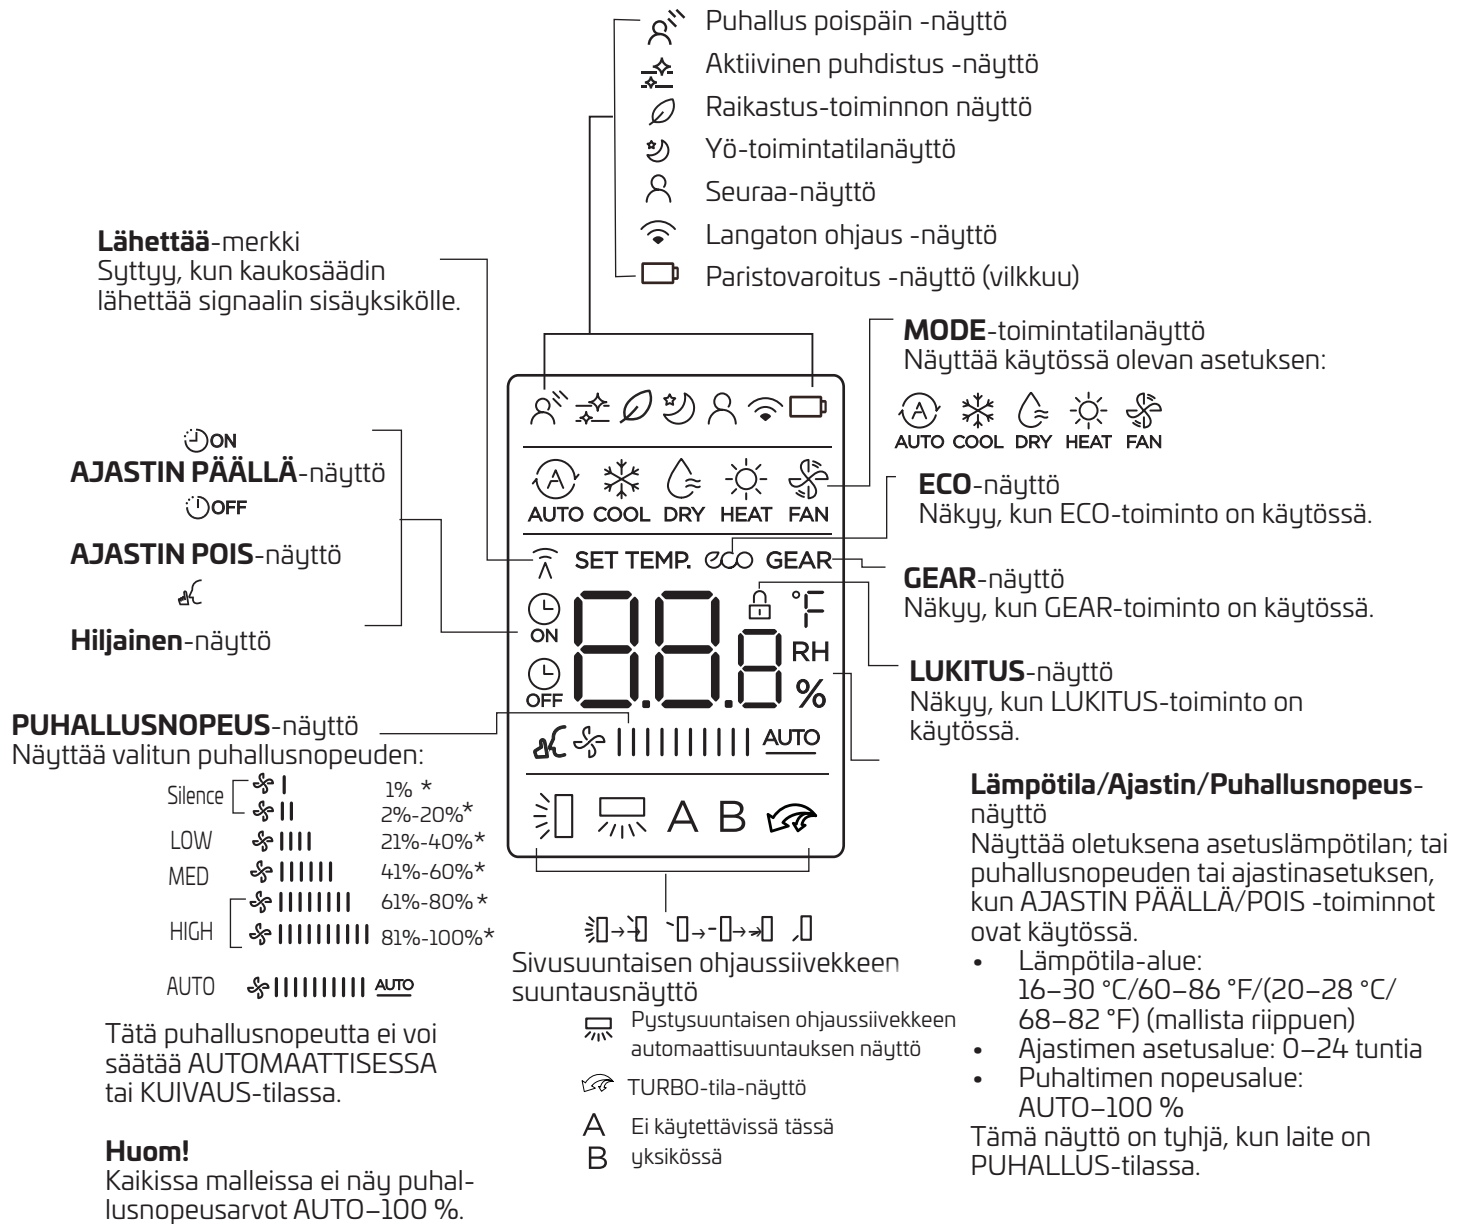 Puhallus poispäin -näyttö
Aktiivinen puhdistus -näyttö
Raikastus-toiminnon näyttö
Yö-toimintatilanäyttö
Seuraa-näyttö
Langaton ohjaus -näyttö
Paristovaroitus -näyttö (vilkkuu)
Lähettää-merkki
Syttyy, kun kaukosäädin
lähettää signaalin sisäyksikölle.
MODE-toimintatilanäyttö
Näyttää käytössä olevan asetuksen:
AUTO COOL DRY HEAT FAN
ON
AJASTIN PÄÄLLÄ-näyttö
OFF
AJASTIN POIS-näyttö
Hiljainen-näyttö
AUTO COOL DRY HEAT FAN
SET TEMP. eco GEAR
ON
88.8
°F
RH
OFF
%
AUTO
A B
ECO-näyttö
Näkyy, kun ECO-toiminto on käytössä.
GEAR-näyttö
Näkyy, kun GEAR-toiminto on käytössä.
LUKITUS-näyttö
Näkyy, kun LUKITUS-toiminto on
käytössä.
PUHALLUSNOPEUS-näyttö
Näyttää valitun puhallusnopeuden:
Silence
1% *
2%-20%*
LOW 21%-40%*
MED 41%-60%*
61%-80%*
HIGH
81%-100%*
AUTO AUTO
Tätä puhallusnopeutta ei voi
säätää AUTOMAATTISESSA
tai KUIVAUS-tilassa.
Huom!
Kaikissa malleissa ei näy puhal-
lusnopeusarvot AUTO–100 %.
Sivusuuntaisen ohjaussiivekkeen
suuntausnäyttö
Pystysuuntaisen ohjaussiivekkeen
automaattisuuntauksen näyttö
TURBO-tila-näyttö
A Ei käytettävissä tässä
B yksikössä
Lämpötila/Ajastin/Puhallusnopeus-
näyttö
Näyttää oletuksena asetuslämpötilan; tai
puhallusnopeuden tai ajastinasetuksen,
kun AJASTIN PÄÄLLÄ/POIS -toiminnot
ovat käytössä.
• Lämpötila-alue:
16–30 °C/60–86 °F/(20–28 °C/
68–82 °F) (mallista riippuen)
• Ajastimen asetusalue: 0–24 tuntia
• Puhaltimen nopeusalue:
AUTO–100 %
Tämä näyttö on tyhjä, kun laite on
PUHALLUS-tilassa.